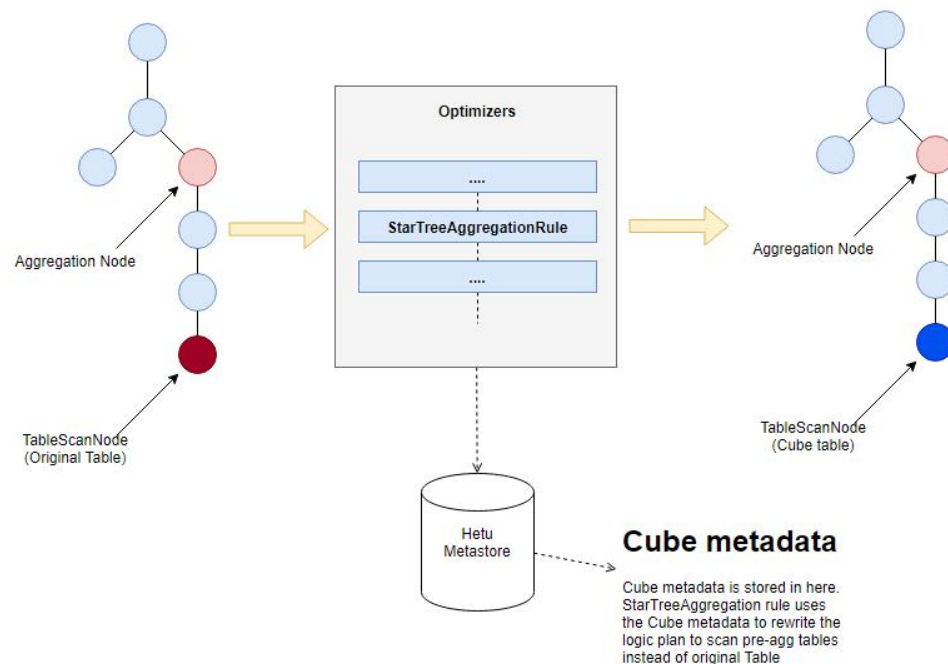 Optimizers
....
StarTreeAggregationRule
....
Aggregation Node
TableScanNode
(Original Table)
Aggregation Node
TableScanNode
(Cube table)
Hetu
Metastore
Cube metadata
Cube metadata is stored in here.
StarTreeAggregation rule uses
the Cube metadata to rewrite the
logic plan to scan pre-agg tables
instead of original Table